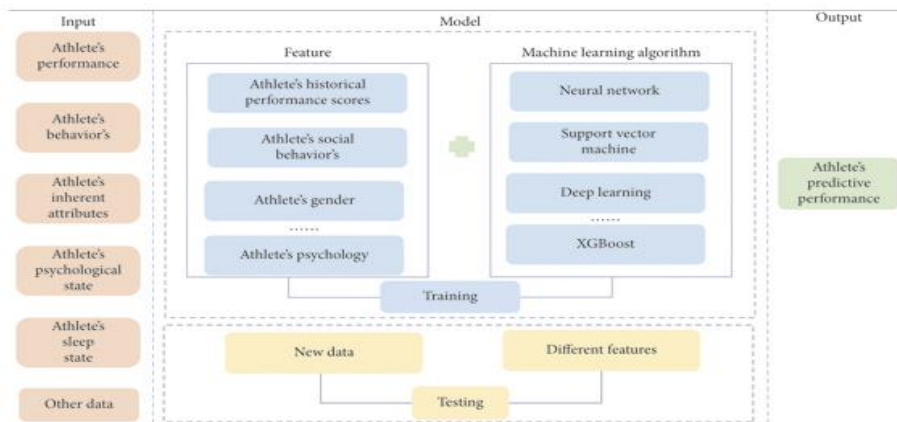 Input
Model
Output
Athlete's
performance
Athlete's
behavior's
Athlete's
inherent
attributes
Athlete's
psychological
state
Athlete's
sleep
state
Other data
Feature
Athlete's historical
performance scores
Athlete's social
behavior's
Athlete's gender
......
Athlete's psychology
Machine learning algorithm
Neural network
Support vector
machine
Deep learning
......
XGBoost
Training
New data
Different features
Testing
Athlete's
predictive
performance